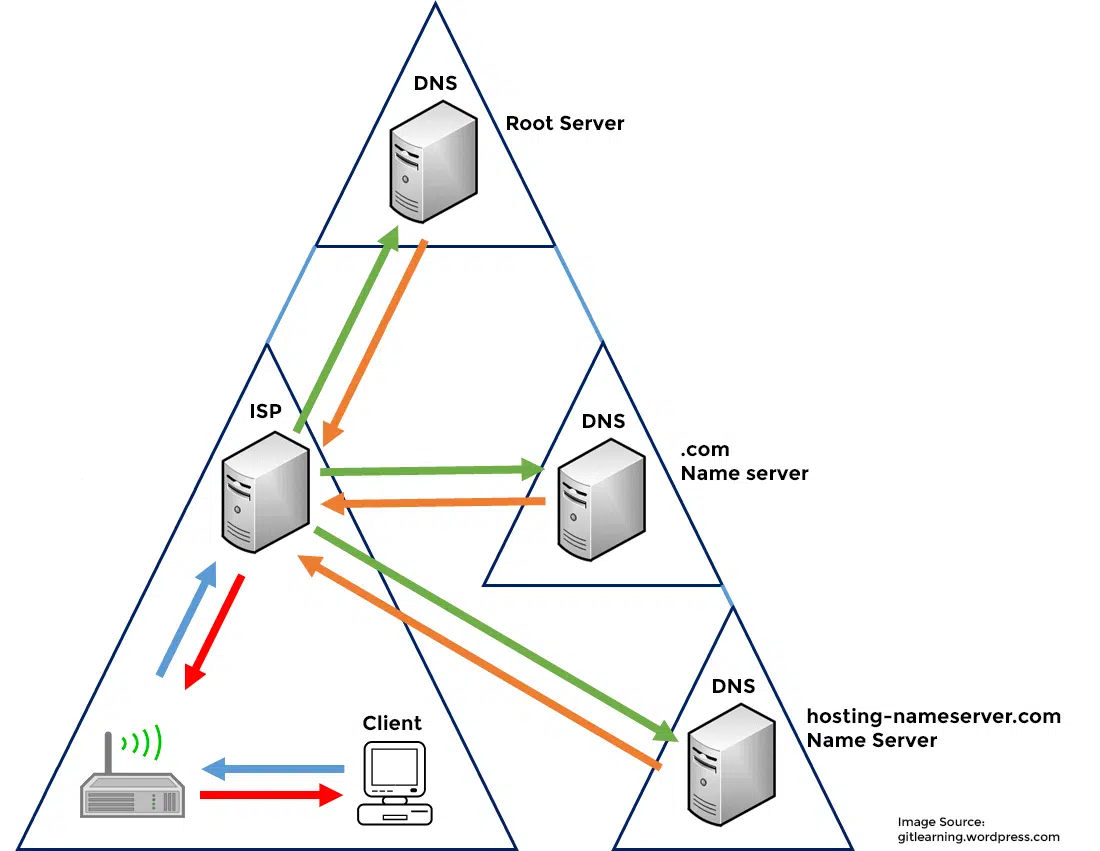 DNS
Root Server
ISP
DNS
.com
Name server
DNS
hosting-nameserver.com
Name Server
Client
Image Source:
gitlearning.wordpress.com